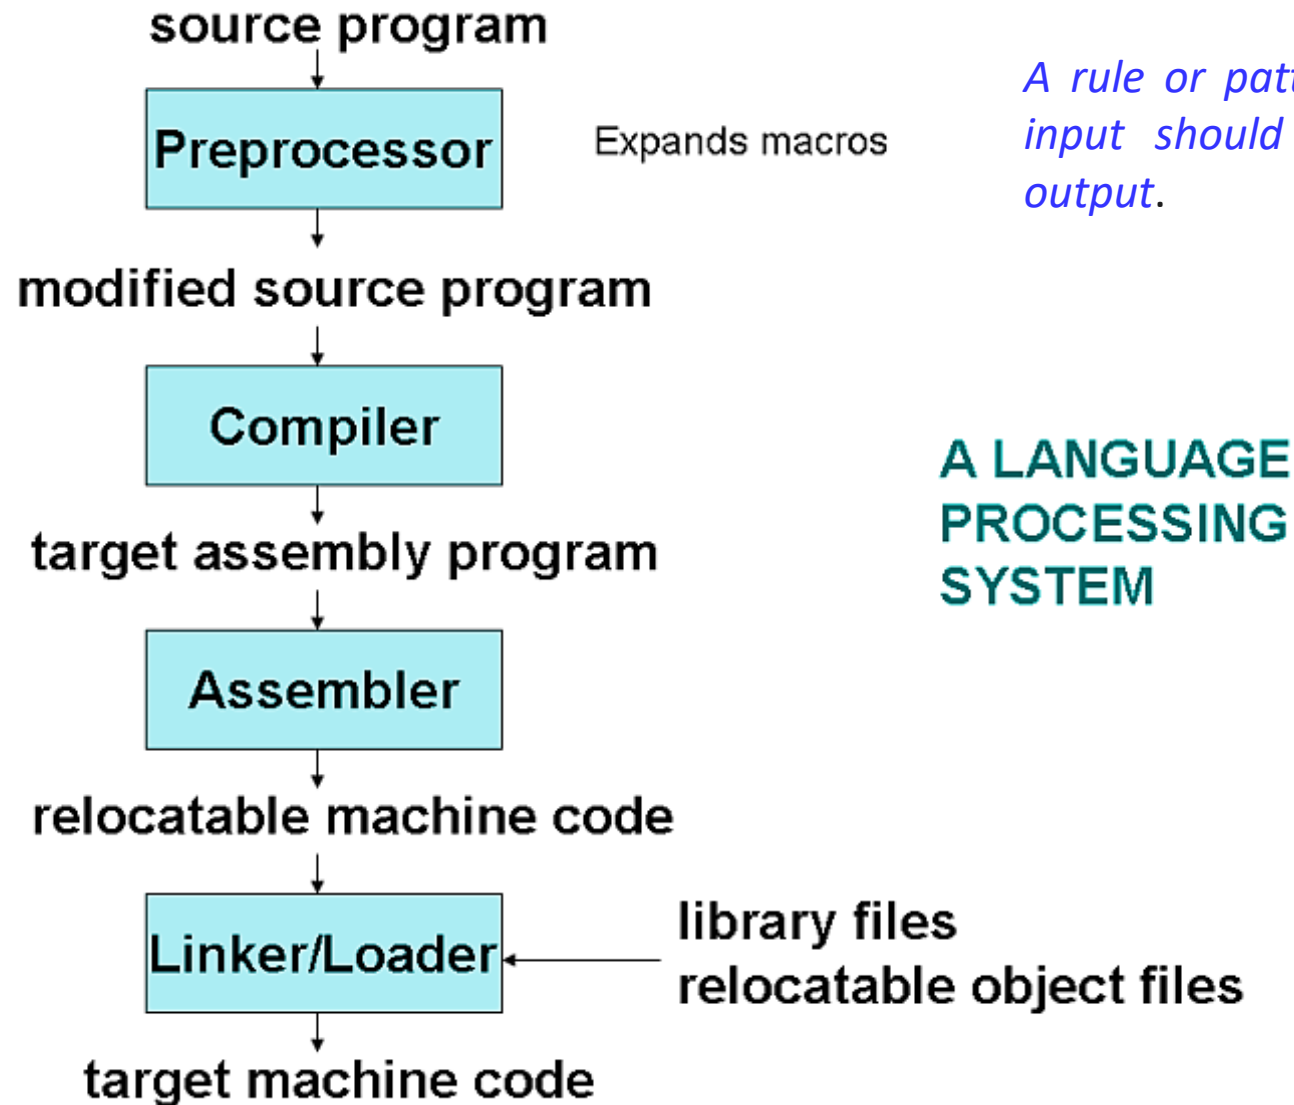 source program
Preprocessor
Expands macros
A rule or
input should
output.
modified source program
Compiler
target assembly program
A LANGUAGE
PROCESSING
SYSTEM
Assembler
relocatable machine code
Linker/Loader
library files
relocatable object files
target machine code